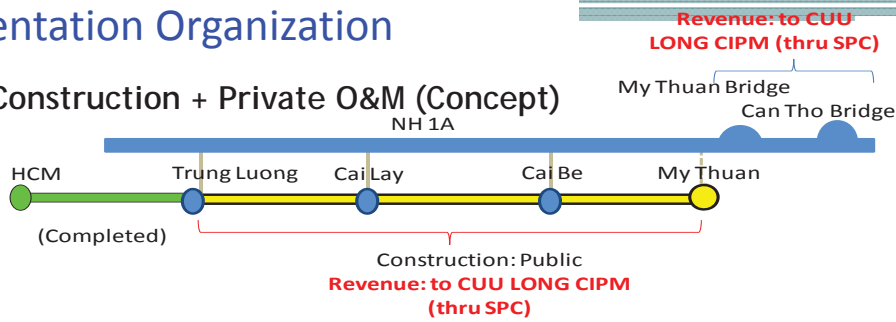 entation Organization
Revenue: to CUU
LONG CIPM (thru SPC)
Construction + Private O&M (Concept)
My Thuan Bridge
Can Tho Bridge
NH 1A
HCM
Trung Luong
Cai Lay
Cai Be
My Thuan
(Completed)
Construction: Public
Revenue: to CUU LONG CIPM
(thru SPC)